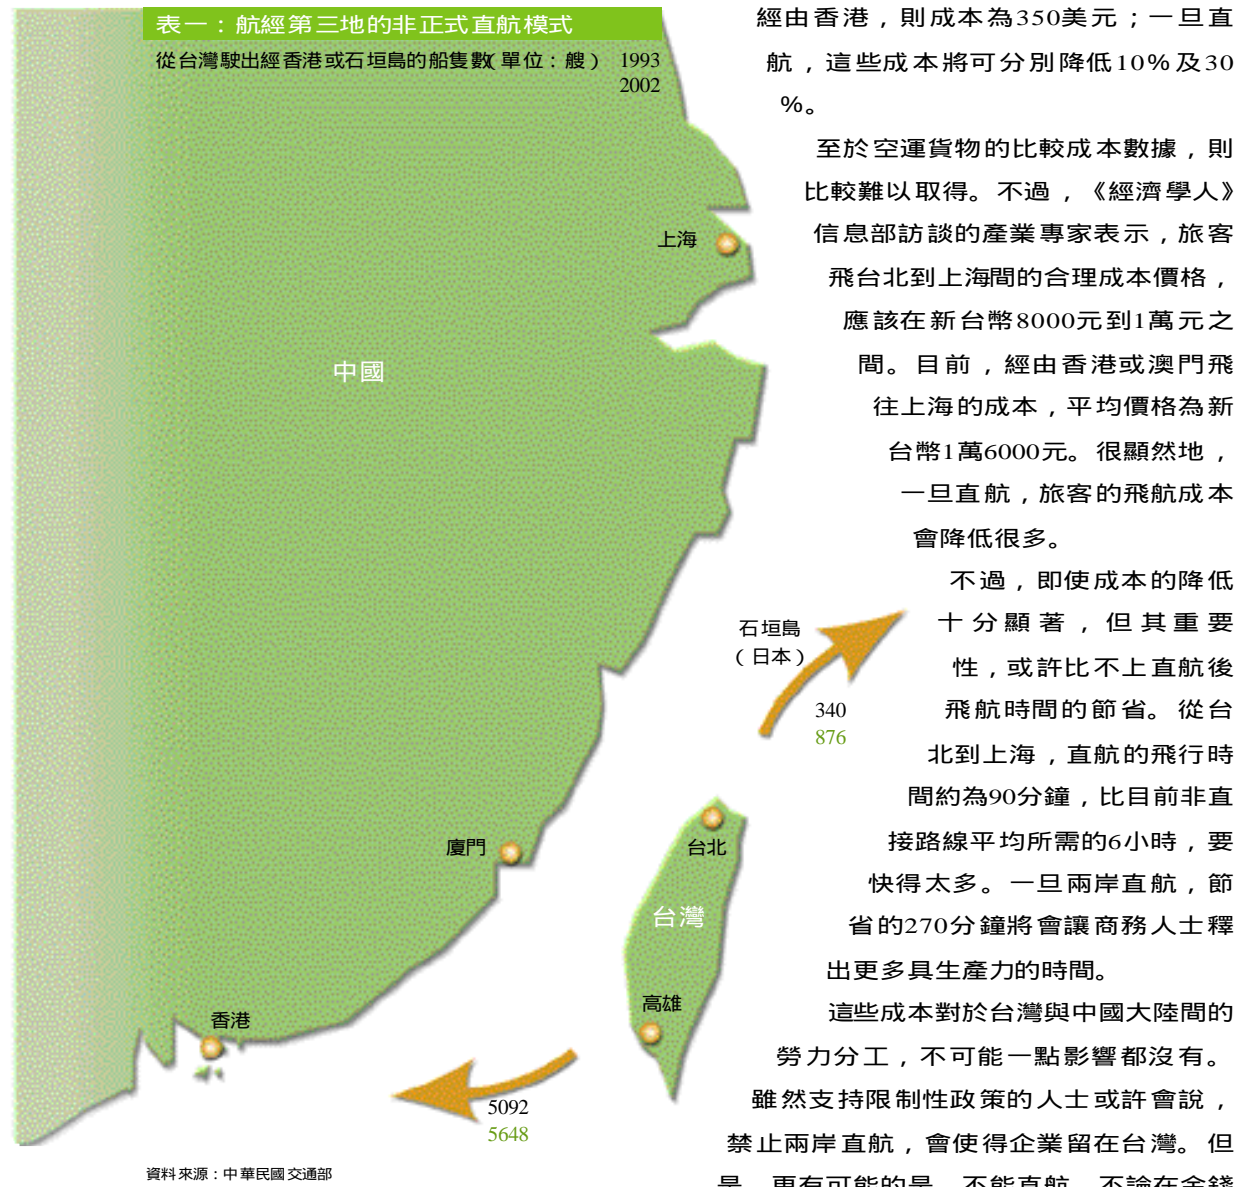 表一：航經第三地的非正式直航模式
從台灣駛出經香港或石垣島的船隻數(單位：艘) 1993
2002
上海
中國
石垣島
（日本）
340
876
廈門
台北
台灣
高雄
香港
5092
5648
資料來源：中華民國交通部
經由香港，則成本為350美元；一旦直
航，這些成本將可分別降低10%及30
%。
至於空運貨物的比較成本數據，則
比較難以取得。不過，《經濟學人》
信息部訪談的產業專家表示，旅客
飛台北到上海間的合理成本價格，
應該在新台幣8000元到1萬元之
間。目前，經由香港或澳門飛
往上海的成本，平均價格為新
台幣1萬6000元。很顯然地，
一旦直航，旅客的飛航成本
會降低很多。
不過，即使成本的降低
十分顯著，但其重要
性，或許比不上直航後
飛航時間的節省。從台
北到上海，直航的飛行時
間約為90分鐘，比目前非直
接路線平均所需的6小時，要
快得太多。一旦兩岸直航，節
省的270分鐘將會讓商務人士釋
出更多具生產力的時間。
這些成本對於台灣與中國大陸間的
勞力分工，不可能一點影響都沒有。
雖然支持限制性政策的人士或許會說，
禁止兩岸直航，會使得企業留在台灣。但
是，更有可能的是，不能直航，不論在金錢